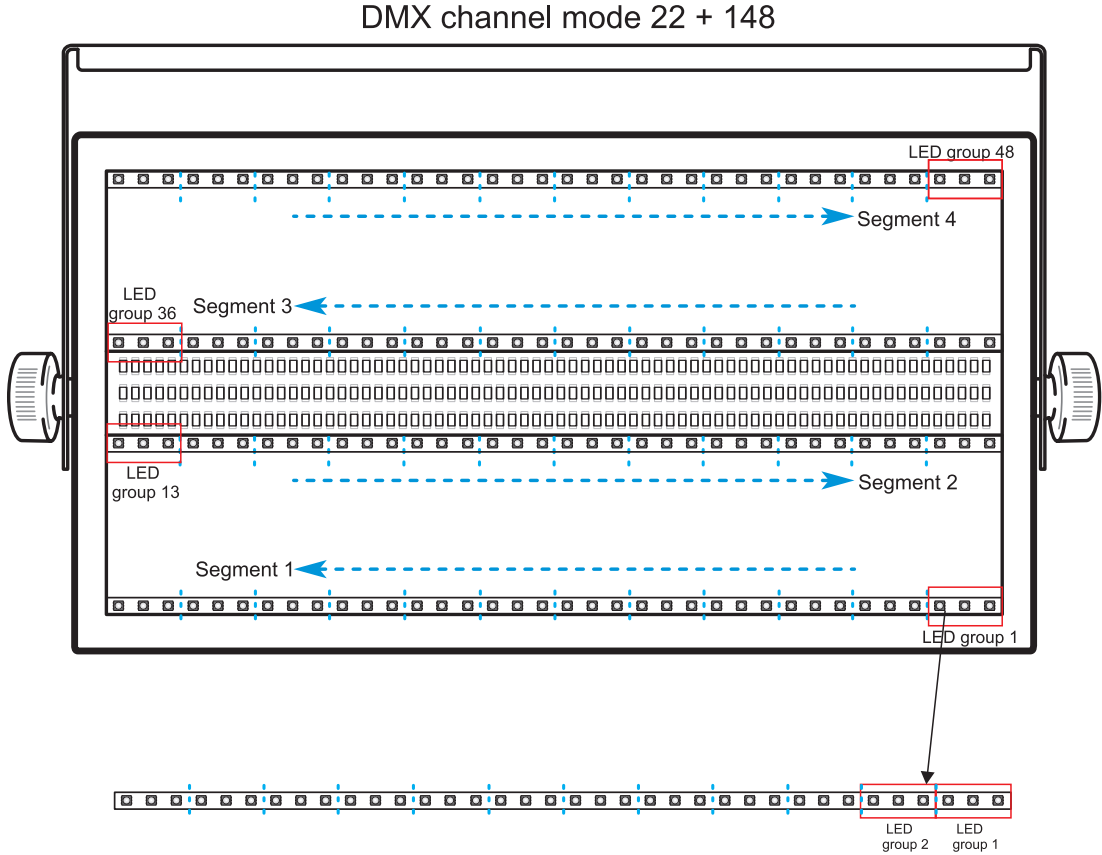 DMX channel mode 22 + 148
LED group 48
Segment 4
LED
group 36
Segment 3
LED
group 13
Segment 2
Segment 1
LED group 1
LED
group 2
LED
group 1